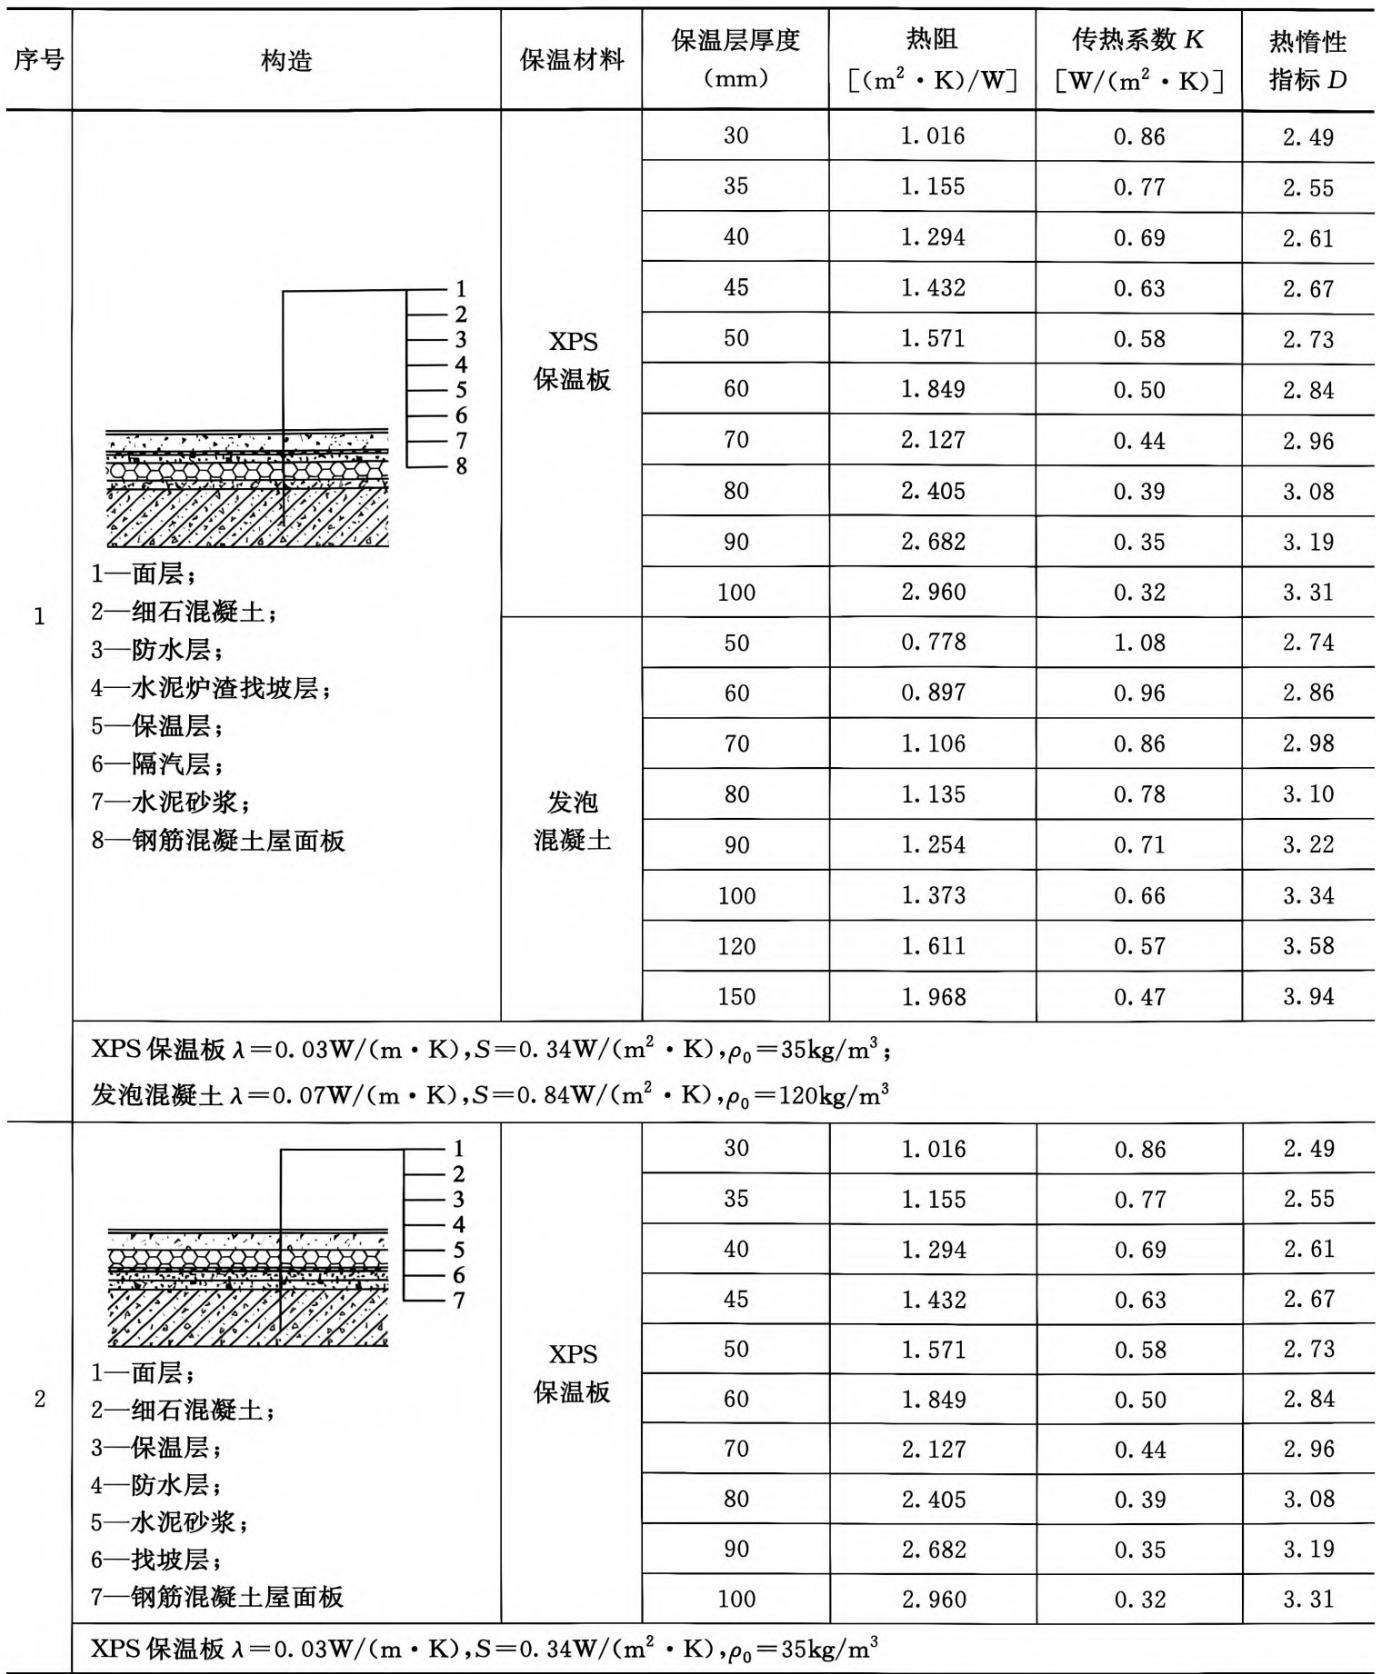 序号 构造 保温材料 保温层厚度（mm） 热阻［(m²・K)/W］ 传热系数 K［W/(m²・K)］ 热惰性指标 D
1
1
2
3
4
5
6
7
8
1—面层；
2—细石混凝土；
3—防水层；
4—水泥炉渣找坡层；
5—保温层；
6—隔汽层；
7—水泥砂浆；
8—钢筋混凝土屋面板
XPS
保温板
30 1.016 0.86 2.49
35 1.155 0.77 2.55
40 1.294 0.69 2.61
45 1.432 0.63 2.67
50 1.571 0.58 2.73
60 1.849 0.50 2.84
70 2.127 0.44 2.96
80 2.405 0.39 3.08
90 2.682 0.35 3.19
100 2.960 0.32 3.31
发泡
混凝土
50 0.778 1.08 2.74
60 0.897 0.96 2.86
70 1.106 0.86 2.98
80 1.135 0.78 3.10
90 1.254 0.71 3.22
100 1.373 0.66 3.34
120 1.611 0.57 3.58
150 1.968 0.47 3.94
XPS保温板λ=0.03W/(m・K),S=0.34W/(m²・K),ρ₀=35kg/m³；
发泡混凝土λ=0.07W/(m・K),S=0.84W/(m²・K),ρ₀=120kg/m³
2
1
2
3
4
5
6
7
1—面层；
2—细石混凝土；
3—保温层；
4—防水层；
5—水泥砂浆；
6—找坡层；
7—钢筋混凝土屋面板
XPS
保温板
30 1.016 0.86 2.49
35 1.155 0.77 2.55
40 1.294 0.69 2.61
45 1.432 0.63 2.67
50 1.571 0.58 2.73
60 1.849 0.50 2.84
70 2.127 0.44 2.96
80 2.405 0.39 3.08
90 2.682 0.35 3.19
100 2.960 0.32 3.31
XPS保温板λ=0.03W/(m・K),S=0.34W/(m²・K),ρ₀=35kg/m³